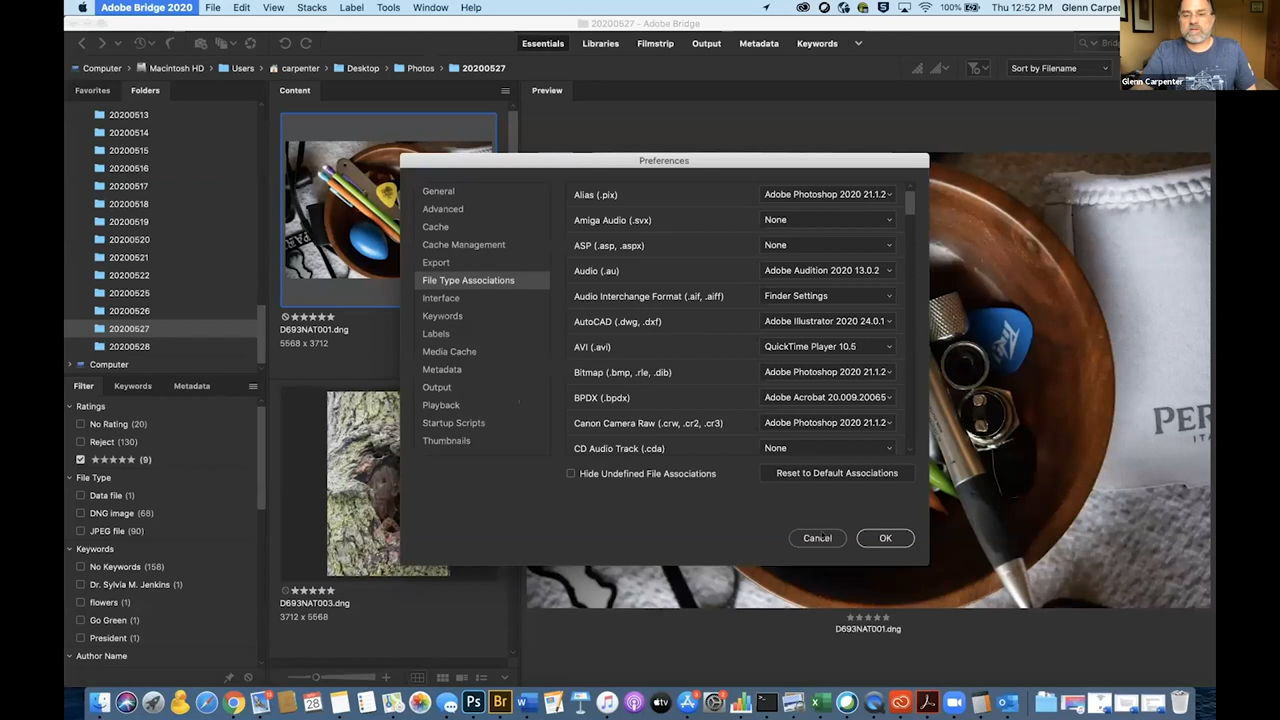 Adobe Bridge 2020 File Edit View Stacks Label Tools Window Help 100% Thu 12:52 PM Glenn Carpenter
20200527 – Adobe Bridge
Essentials Libraries Filmstrip Output Metadata Keywords
Computer Macintosh HD Users carpenter Desktop Photos 20200527 Sort by Filename
Glenn Carpenter
Favorites Folders
20200513
20200514
20200515
20200516
20200517
20200518
20200519
20200520
20200521
20200522
20200525
20200526
20200527
20200528
Computer
Filter Keywords Metadata
Ratings
No Rating (20)
Reject (130)
★★★★★ (9)
File Type
Data file (1)
DNG image (68)
JPEG file (90)
Keywords
No Keywords (158)
Dr. Sylvia M. Jenkins (1)
flowers (1)
Go Green (1)
President (1)
Author Name
Content
D693NAT001.dng
5568 x 3712
D693NAT003.dng
3712 x 5568
Preferences
General
Advanced
Cache
Cache Management
Export
File Type Associations
Interface
Keywords
Labels
Media Cache
Metadata
Output
Playback
Startup Scripts
Thumbnails
Alias (.pix) Adobe Photoshop 2020 21.1.2
Amiga Audio (.svx) None
ASP (.asp, .aspx) None
Audio (.au) Adobe Audition 2020 13.0.2
Audio Interchange Format (.aif, .aiff) Finder Settings
AutoCAD (.dwg, .dxf) Adobe Illustrator 2020 24.0.1
AVI (.avi) QuickTime Player 10.5
Bitmap (.bmp, .rle, .dib) Adobe Photoshop 2020 21.1.2
BPDX (.bpdx) Adobe Acrobat 20.009.20065
Canon Camera Raw (.crw, .cr2, .cr3) Adobe Photoshop 2020 21.1.2
CD Audio Track (.cda) None
Hide Undefined File Associations Reset to Default Associations
Cancel OK
Preview
PER
D693NAT001.dng
28
Ps Br